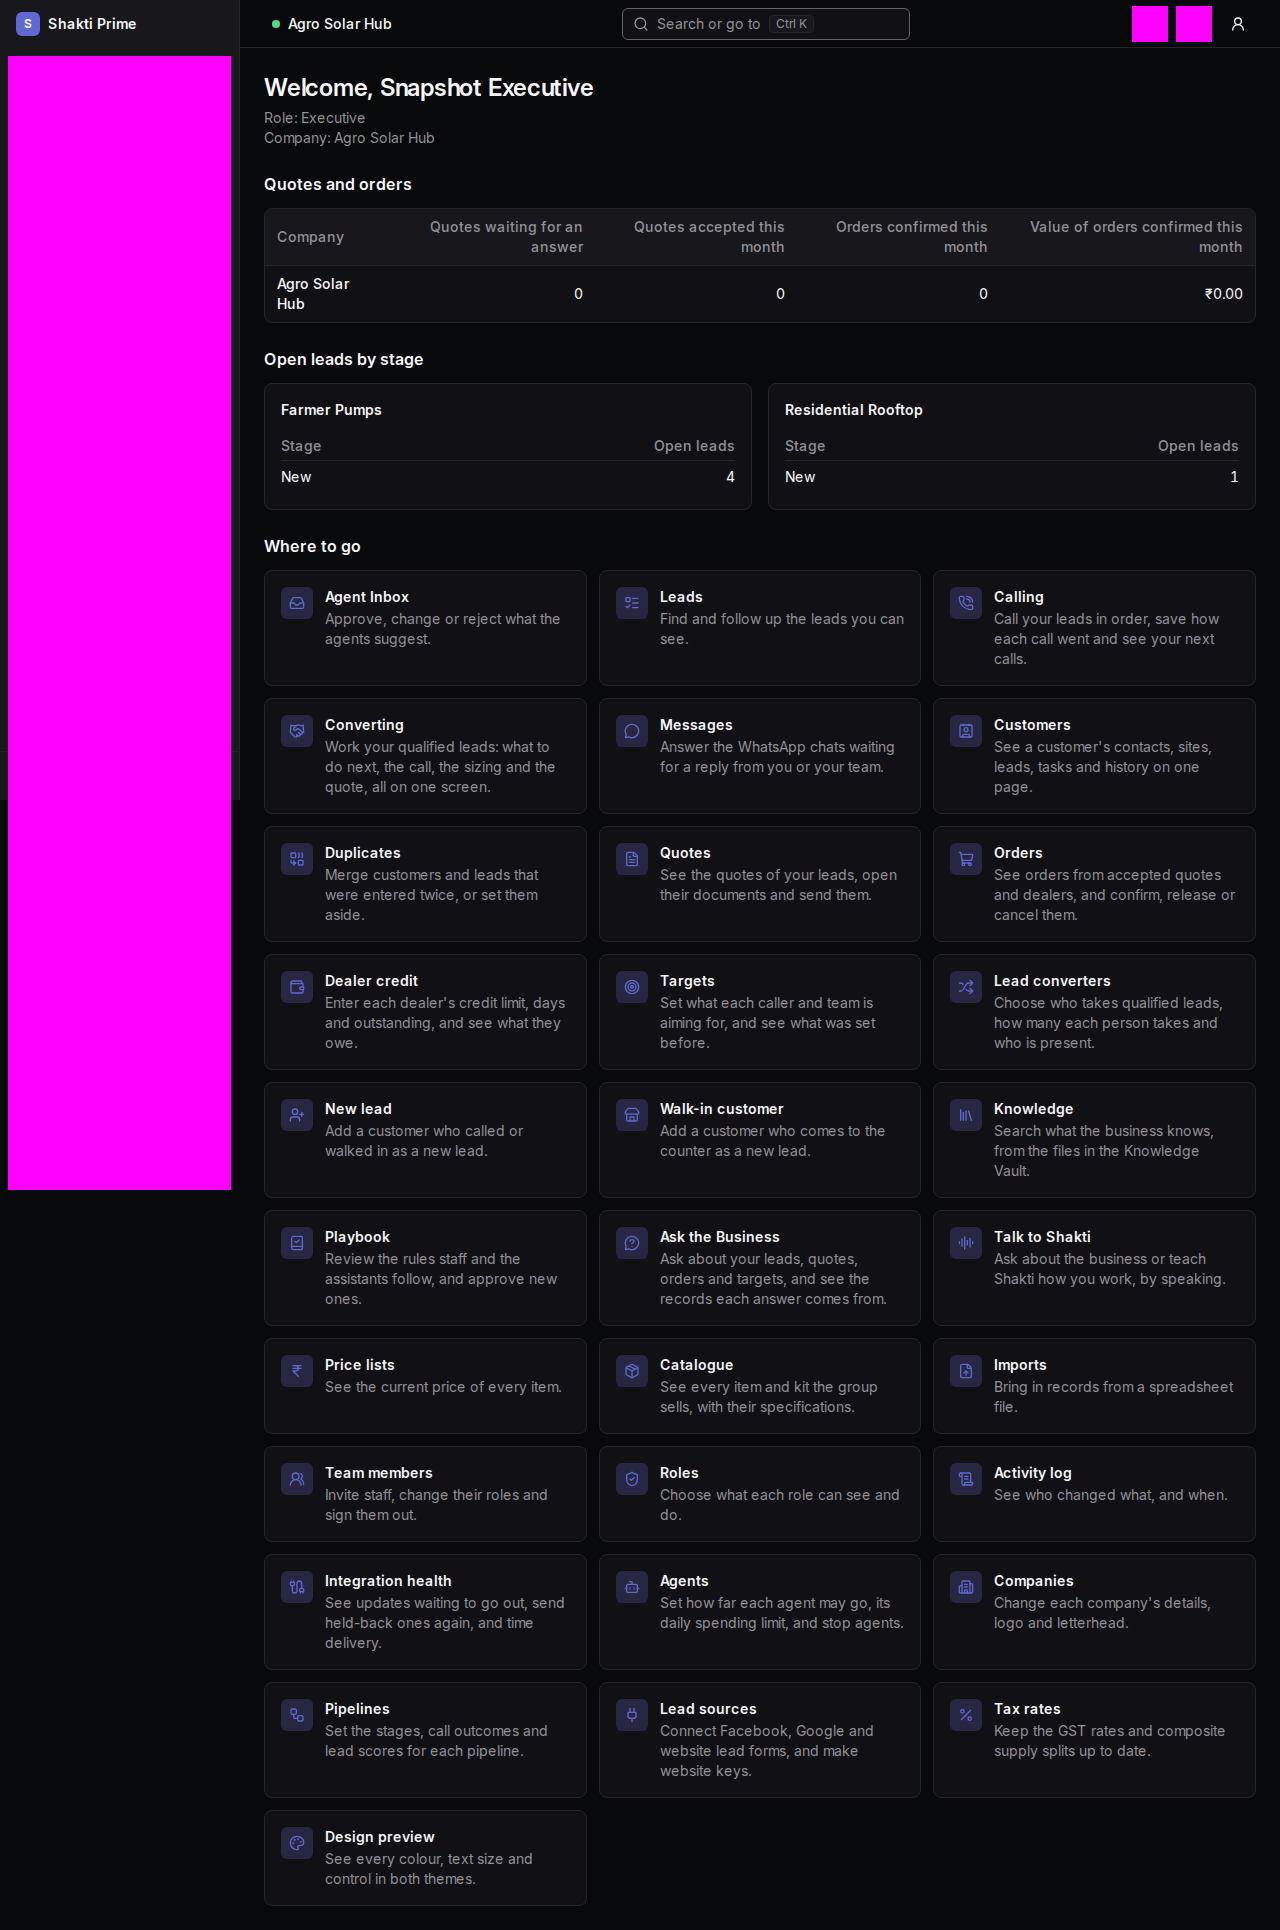 S Shakti Prime
Agro Solar Hub
Search or go to Ctrl K
Welcome, Snapshot Executive
Role: Executive
Company: Agro Solar Hub
Quotes and orders
Company
Quotes waiting for an
answer
Quotes accepted this
month
Orders confirmed this
month
Value of orders confirmed this
month
Agro Solar
Hub
0
0
0
₹0.00
Open leads by stage
Farmer Pumps
Stage Open leads
New 4
Residential Rooftop
Stage Open leads
New 1
Where to go
Agent Inbox
Approve, change or reject what the
agents suggest.
Leads
Find and follow up the leads you can
see.
Calling
Call your leads in order, save how
each call went and see your next
calls.
Converting
Work your qualified leads: what to
do next, the call, the sizing and the
quote, all on one screen.
Messages
Answer the WhatsApp chats waiting
for a reply from you or your team.
Customers
See a customer's contacts, sites,
leads, tasks and history on one
page.
Duplicates
Merge customers and leads that
were entered twice, or set them
aside.
Quotes
See the quotes of your leads, open
their documents and send them.
Orders
See orders from accepted quotes
and dealers, and confirm, release or
cancel them.
Dealer credit
Enter each dealer's credit limit, days
and outstanding, and see what they
owe.
Targets
Set what each caller and team is
aiming for, and see what was set
before.
Lead converters
Choose who takes qualified leads,
how many each person takes and
who is present.
New lead
Add a customer who called or
walked in as a new lead.
Walk-in customer
Add a customer who comes to the
counter as a new lead.
Knowledge
Search what the business knows,
from the files in the Knowledge
Vault.
Playbook
Review the rules staff and the
assistants follow, and approve new
ones.
Ask the Business
Ask about your leads, quotes,
orders and targets, and see the
records each answer comes from.
Talk to Shakti
Ask about the business or teach
Shakti how you work, by speaking.
Price lists
See the current price of every item.
Catalogue
See every item and kit the group
sells, with their specifications.
Imports
Bring in records from a spreadsheet
file.
Team members
Invite staff, change their roles and
sign them out.
Roles
Choose what each role can see and
do.
Activity log
See who changed what, and when.
Integration health
See updates waiting to go out, send
held-back ones again, and time
delivery.
Agents
Set how far each agent may go, its
daily spending limit, and stop agents.
Companies
Change each company's details,
logo and letterhead.
Pipelines
Set the stages, call outcomes and
lead scores for each pipeline.
Lead sources
Connect Facebook, Google and
website lead forms, and make
website keys.
Tax rates
Keep the GST rates and composite
supply splits up to date.
Design preview
See every colour, text size and
control in both themes.